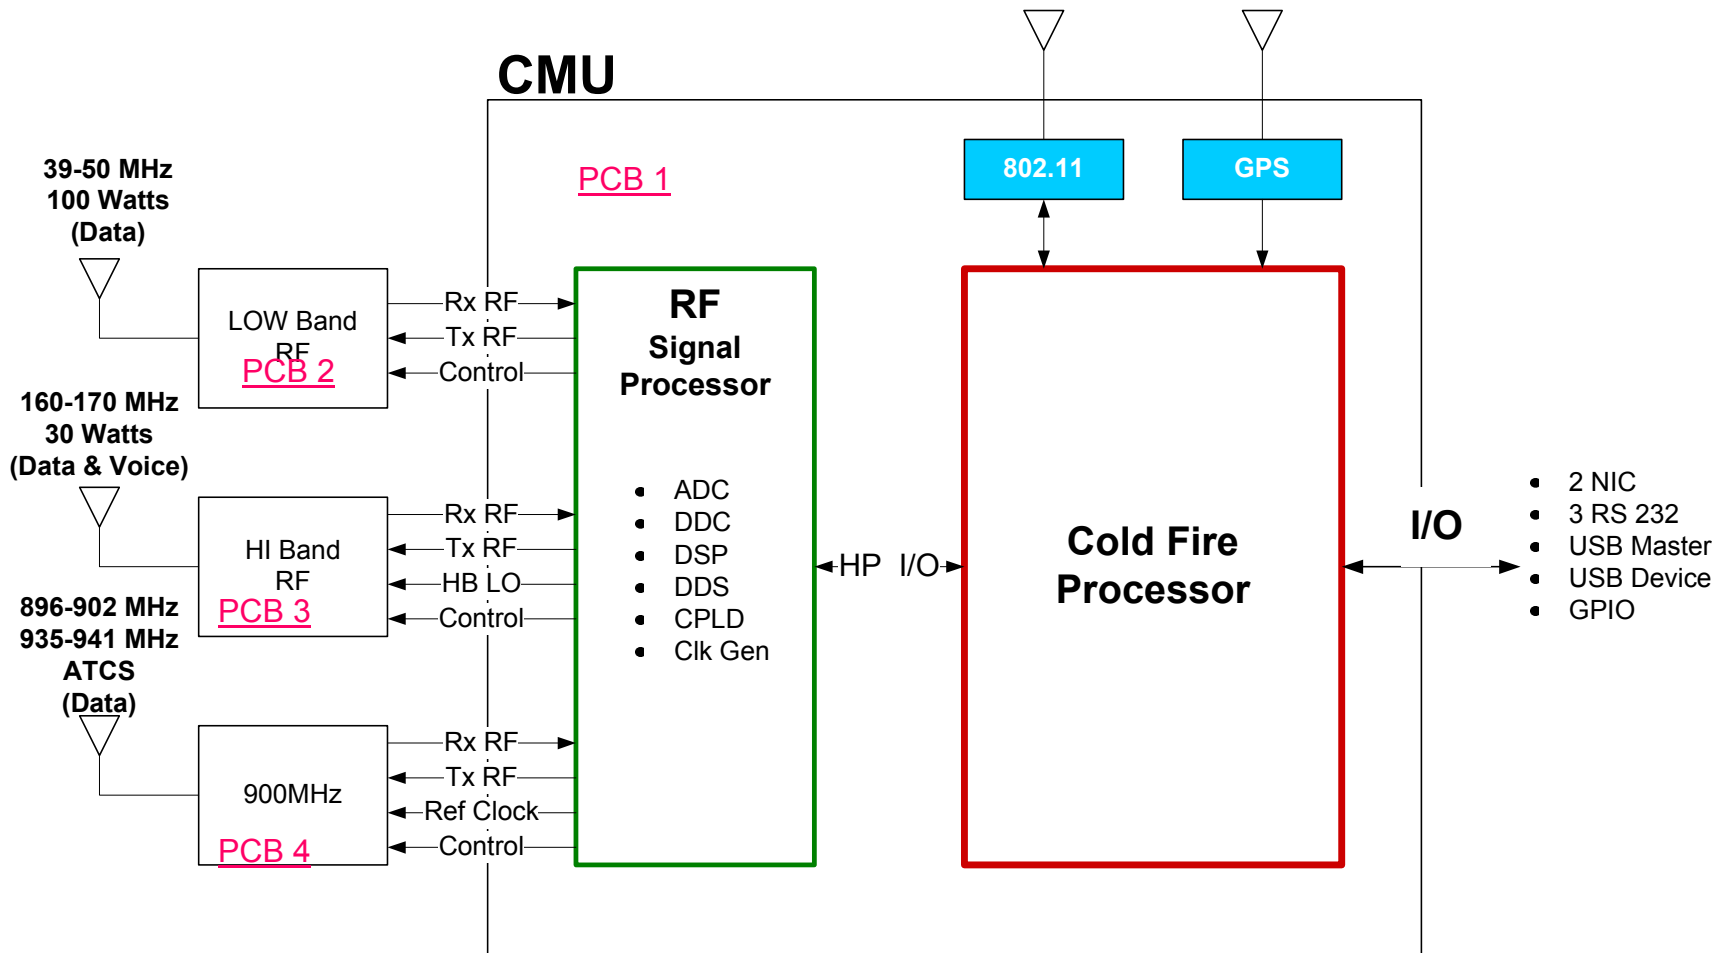 CMU
PCB 1
802.11
GPS
39-50 MHz
100 Watts
(Data)
LOW Band
RF
PCB 2
Rx RF
Tx RF
Control
160-170 MHz
30 Watts
(Data & Voice)
HI Band
RF
PCB 3
Rx RF
Tx RF
HB LO
Control
896-902 MHz
935-941 MHz
ATCS
(Data)
900MHz
PCB 4
Rx RF
Tx RF
Ref Clock
Control
RF
Signal
Processor
• ADC
• DDC
• DSP
• DDS
• CPLD
• Clk Gen
HP I/O
Cold Fire
Processor
I/O
• 2 NIC
• 3 RS 232
• USB Master
• USB Device
• GPIO